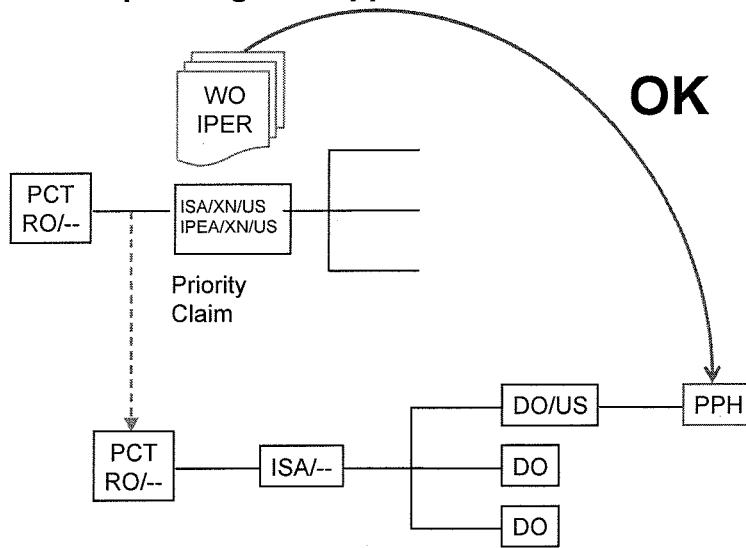 WO
IPER
OK
PCT
RO/--
ISA/XN/US
IPEA/XN/US
Priority
Claim
DO/US
PPH
PCT
RO/--
ISA/--
DO
DO